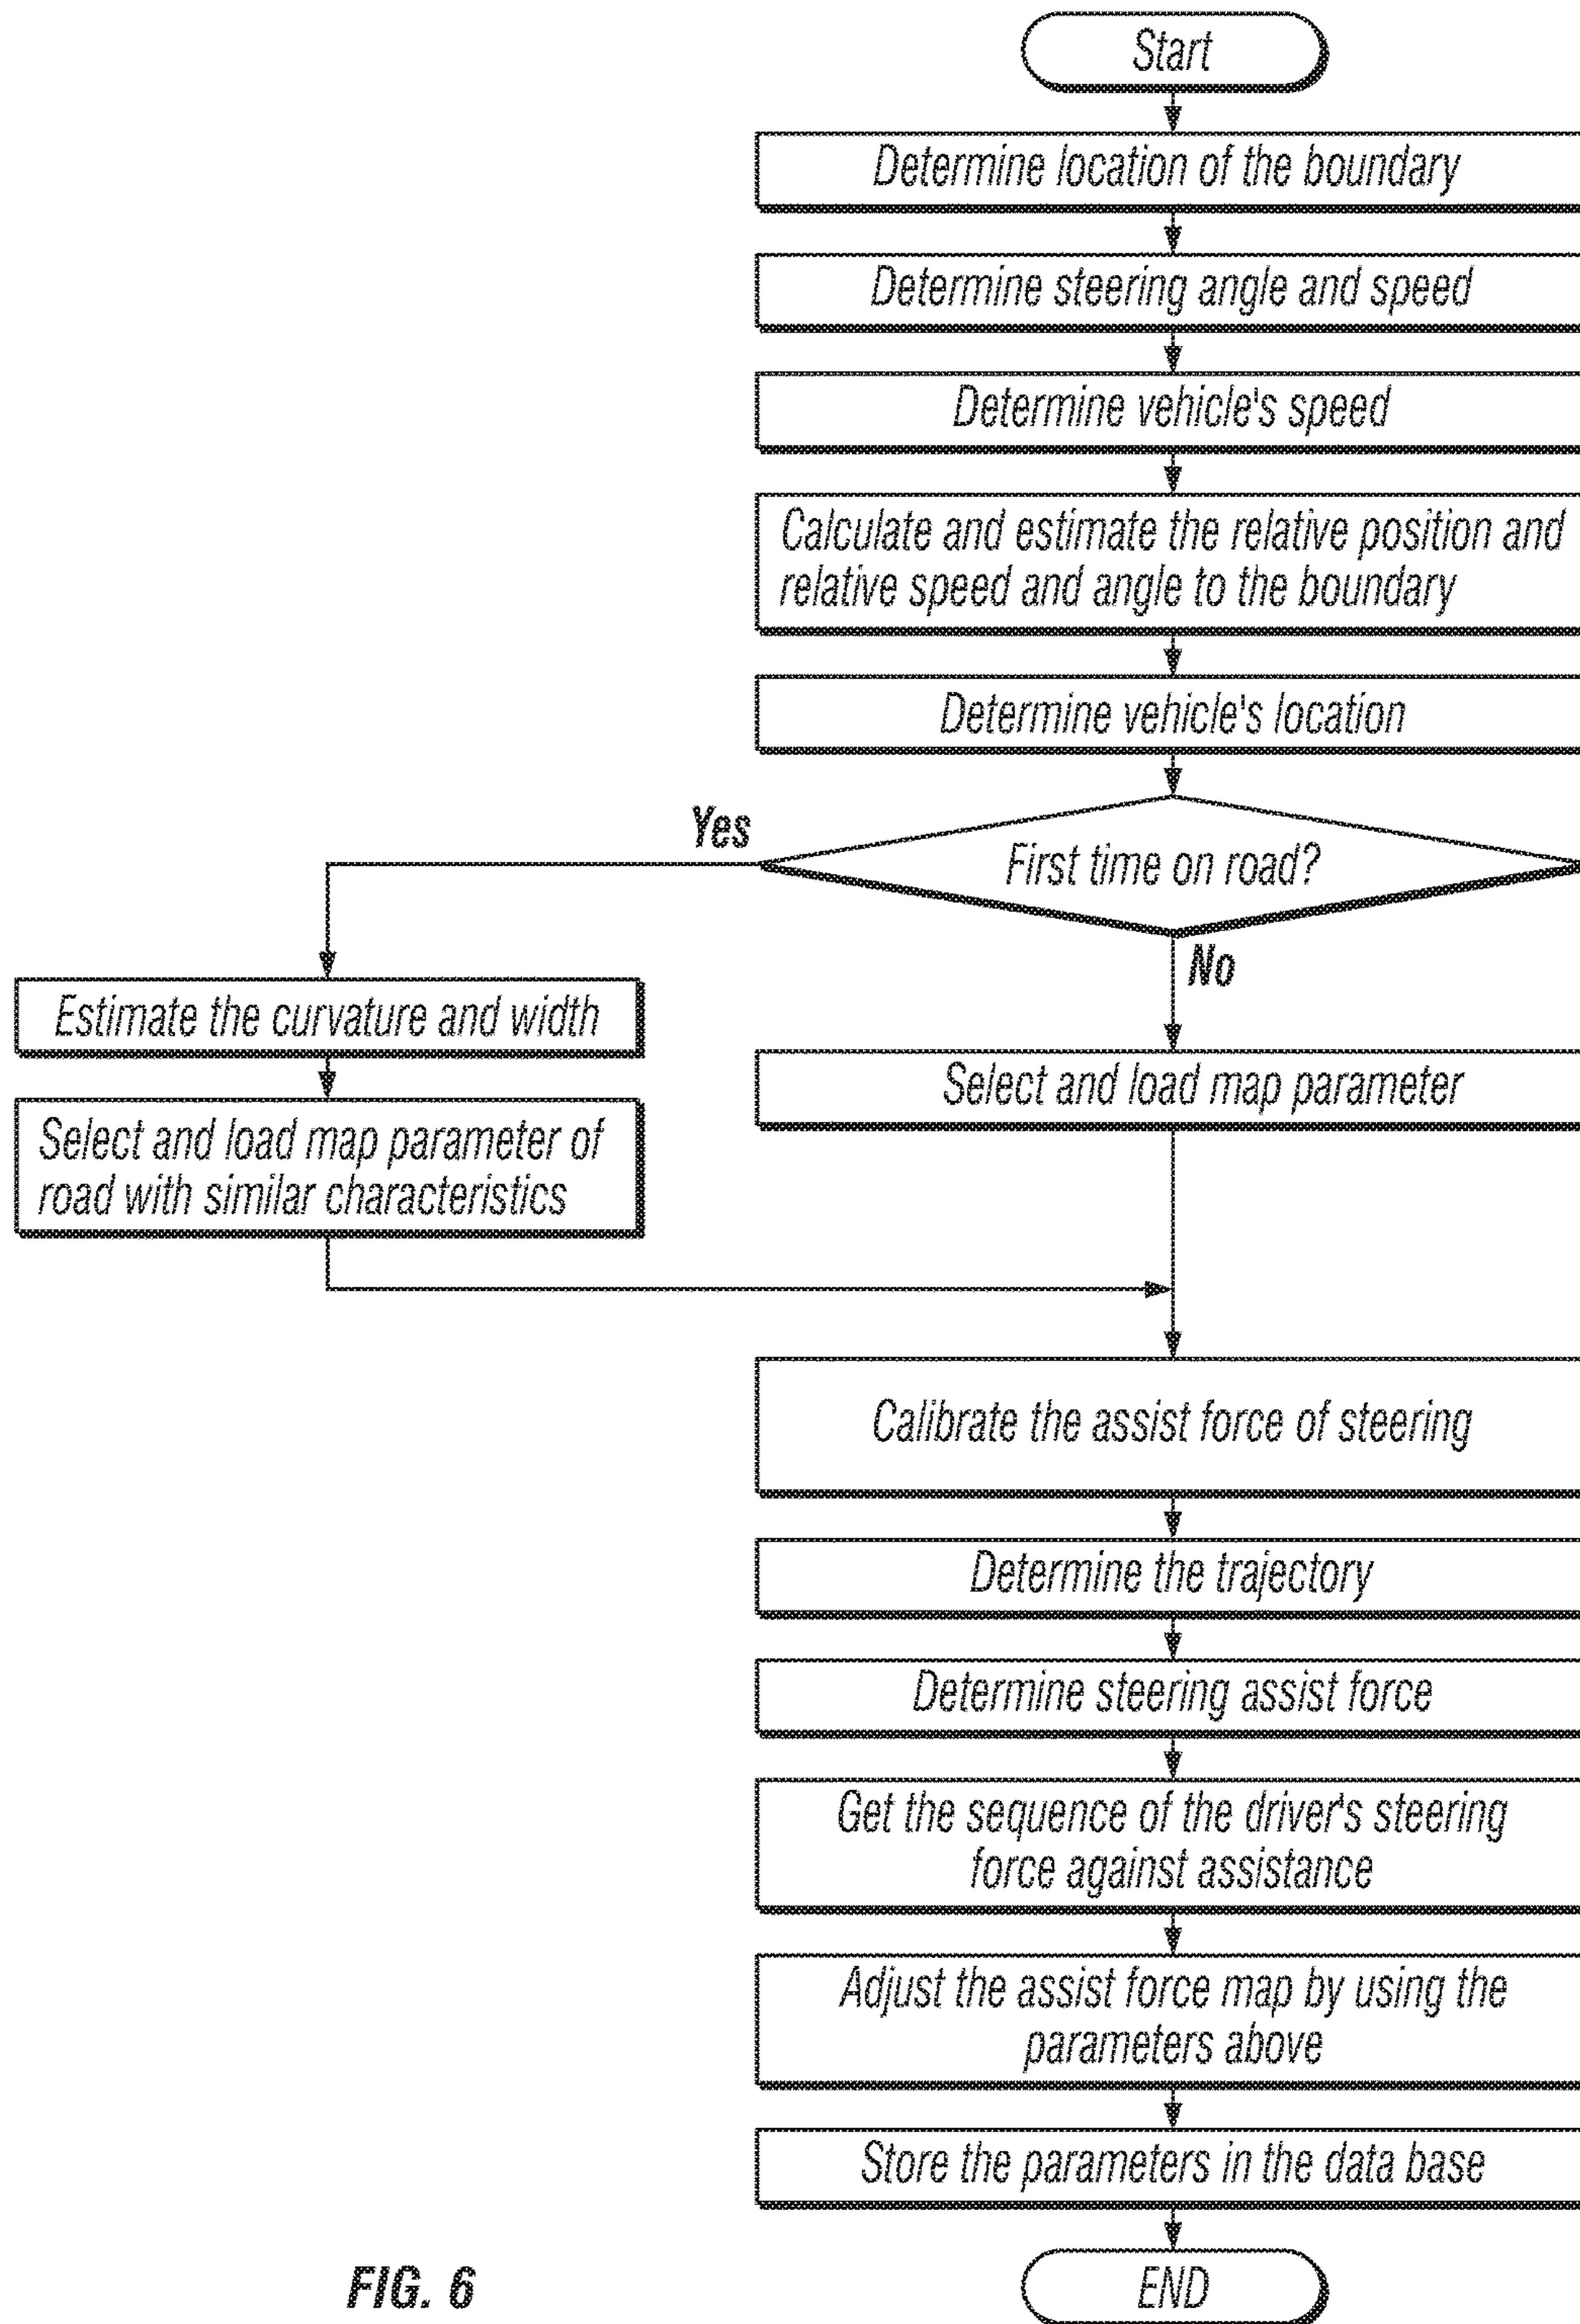 Start
Determine location of the boundary
Determine steering angle and speed
Determine vehicle's speed
Calculate and estimate the relative position and
relative speed and angle to the boundary
Determine vehicle's location
First time on road?
Yes
No
Estimate the curvature and width
Select and load map parameter of
road with similar characteristics
Select and load map parameter
Calibrate the assist force of steering
Determine the trajectory
Determine steering assist force
Get the sequence of the driver's steering
force against assistance
Adjust the assist force map by using the
parameters above
Store the parameters in the data base
END
FIG. 6